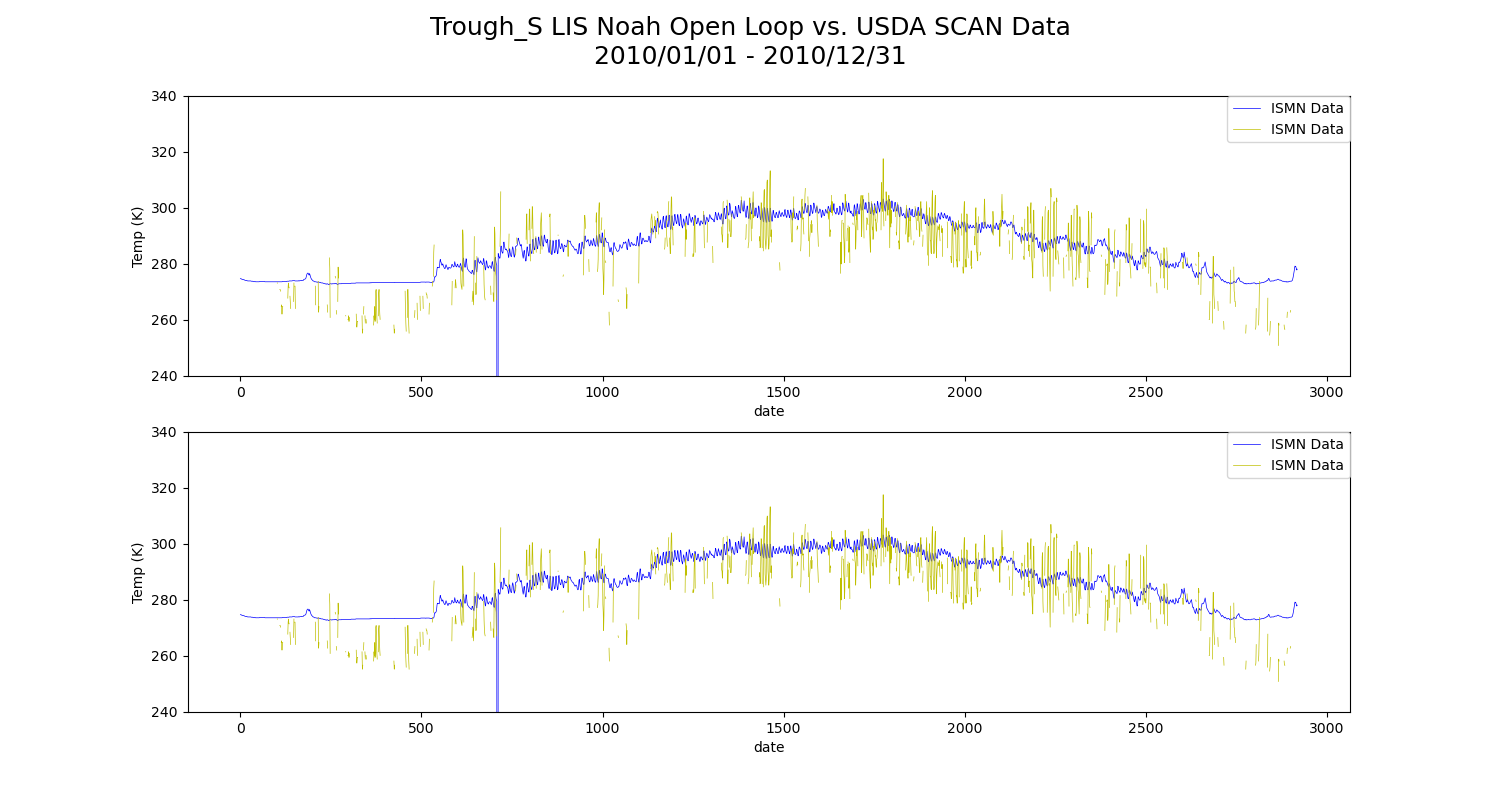 Trough_S LIS Noah Open Loop vs. USDA SCAN Data
2010/01/01 - 2010/12/31
340
320
300
280
260
240
Temp (K)
ISMN Data
ISMN Data
0
500
1000
1500
2000
2500
3000
date
340
320
300
280
260
240
Temp (K)
ISMN Data
ISMN Data
0
500
1000
1500
2000
2500
3000
date